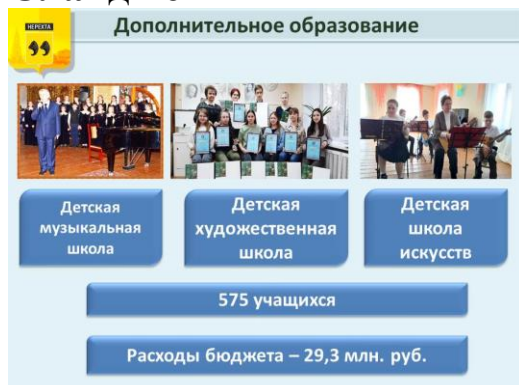 НЕРЕХТА
Дополнительное образование
Детская
музыкальная
школа
Детская
художественная
школа
Детская
школа
искусств
575 учащихся
Расходы бюджета – 29,3 млн. руб.